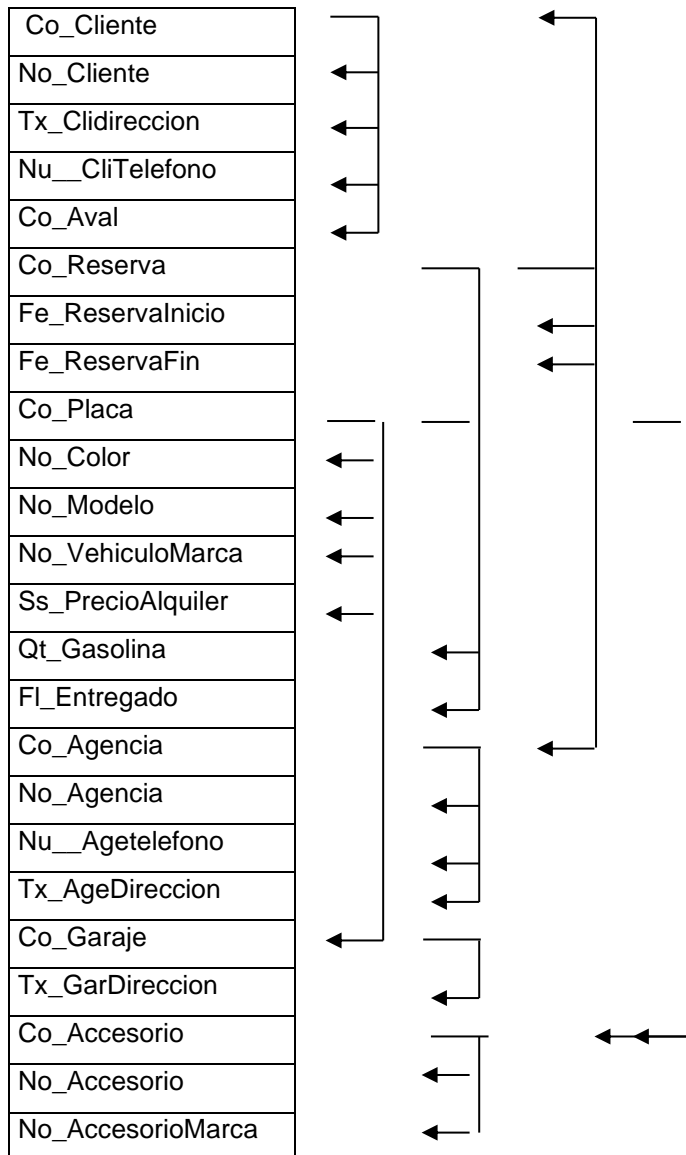 Co_Cliente
No_Cliente
Tx_Clidireccion
Nu__CliTelefono
Co_Aval
Co_Reserva
Fe_ReservaInicio
Fe_ReservaFin
Co_Placa
No_Color
No_Modelo
No_VehiculoMarca
Ss_PrecioAlquiler
Qt_Gasolina
Fl_Entregado
Co_Agencia
No_Agencia
Nu__Agetelefono
Tx_AgeDireccion
Co_Garaje
Tx_GarDireccion
Co_Accesorio
No_Accesorio
No_AccesorioMarca